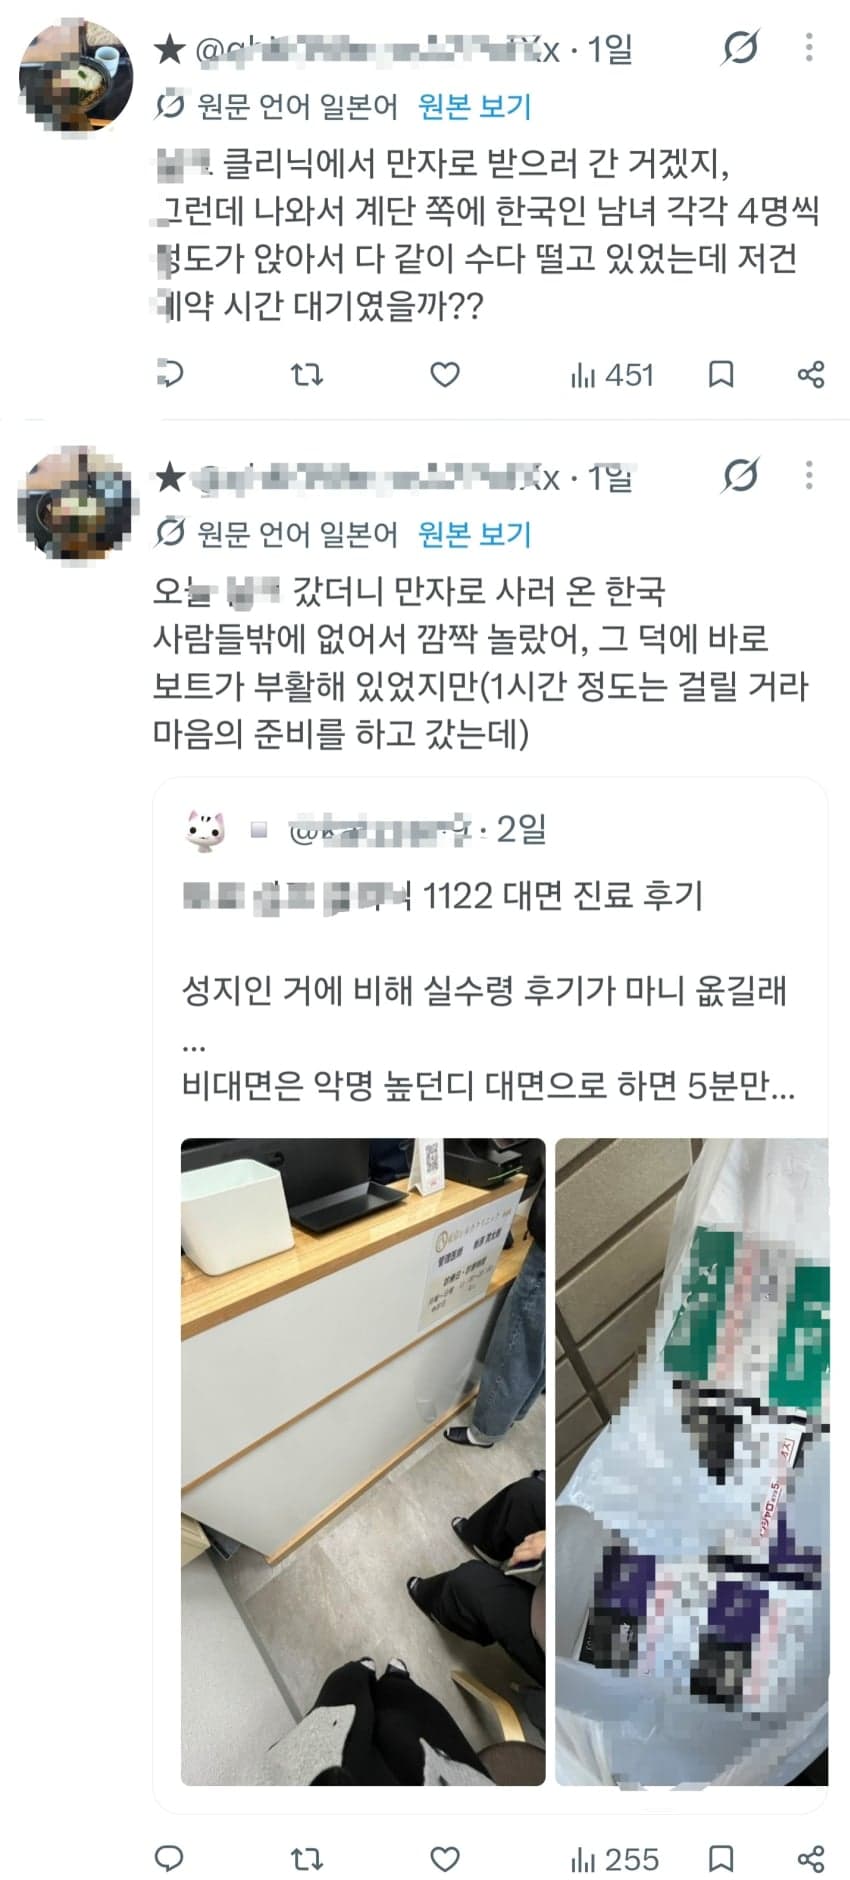 ★ · 1일
원문 언어 일본어 원본 보기
클리닉에서 만자로 받으러 간 거겠지,
그런데 나와서 계단 쪽에 한국인 남녀 각각 4명씩
정도가 앉아서 다 같이 수다 떨고 있었는데 저건
예약 시간 대기였을까??
451
★ · 1일
원문 언어 일본어 원본 보기
오늘 갔더니 만자로 사러 온 한국
사람들밖에 없어서 깜짝 놀랐어, 그 덕에 바로
보트가 부활해 있었지만(1시간 정도는 걸릴 거라
마음의 준비를 하고 갔는데)
· 2일
1122 대면 진료 후기
성지인 거에 비해 실수령 후기가 마니 옶길래
...
비대면은 악명 높던디 대면으로 하면 5분만...
管理医師
255